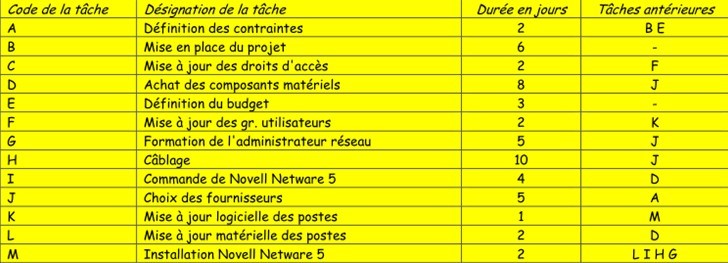 Code de la tâche Désignation de la tâche Durée en jours Tâches antérieures
A Définition des contraintes 2 B E
B Mise en place du projet 6 -
C Mise à jour des droits d'accès 2 F
D Achat des composants matériels 8 J
E Définition du budget 3 -
F Mise à jour des gr. utilisateurs 2 K
G Formation de l'administrateur réseau 5 J
H Câblage 10 J
I Commande de Novell Netware 5 4 D
J Choix des fournisseurs 5 A
K Mise à jour logicielle des postes 1 M
L Mise à jour matérielle des postes 2 D
M Installation Novell Netware 5 2 L I H G